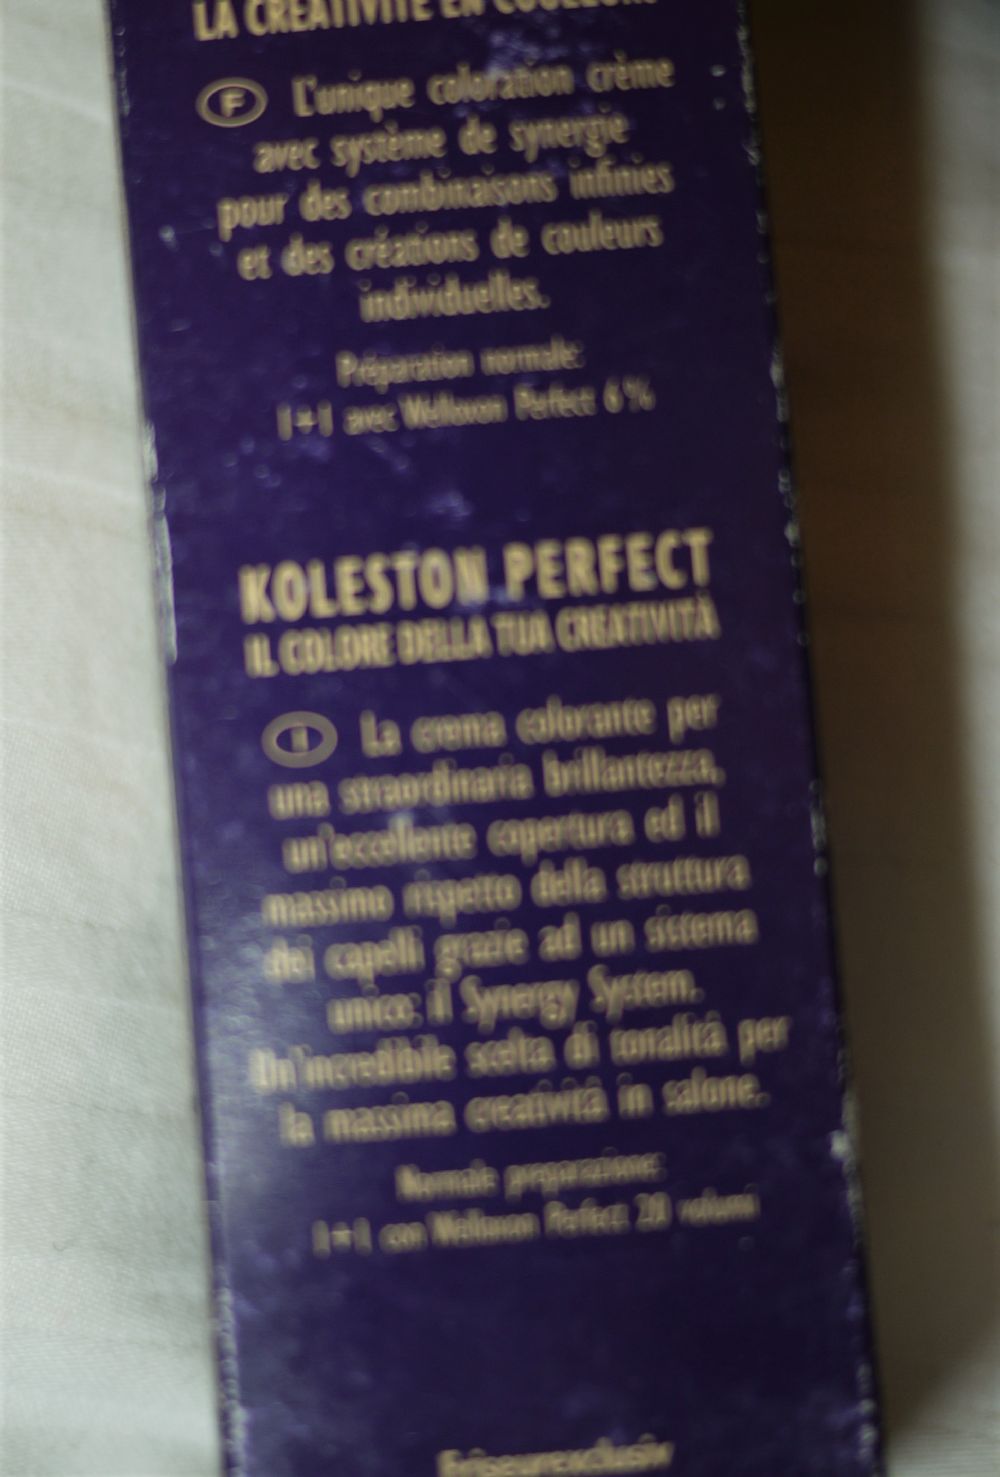 LA CREATIVITÉ EN COULEURS
F L'unique coloration crème
avec système de synergie
pour des combinaisons infinies
et des créations de couleurs
individuelles.
Préparation normale:
1+1 avec Welloxon Perfect 6%
KOLESTON PERFECT
IL COLORE DELLA TUA CREATIVITÀ
I La crema colorante per
una straordinaria brillantezza,
un'eccellente copertura ed il
massimo rispetto della struttura
dei capelli grazie ad un sistema
unico: il Synergy System.
Un'incredibile scelta di tonalità per
la massima creatività in salone.
Normale preparazione:
1+1 con Welloxon Perfect 20 volumi
Friseurexclusiv